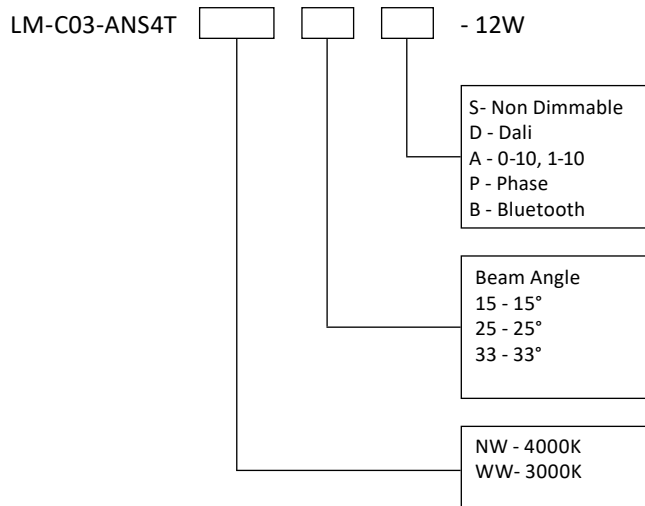 LM-C03-ANS4T - 12W
S- Non Dimmable
D - Dali
A - 0-10, 1-10
P - Phase
B - Bluetooth
Beam Angle
15 - 15°
25 - 25°
33 - 33°
NW - 4000K
WW- 3000K